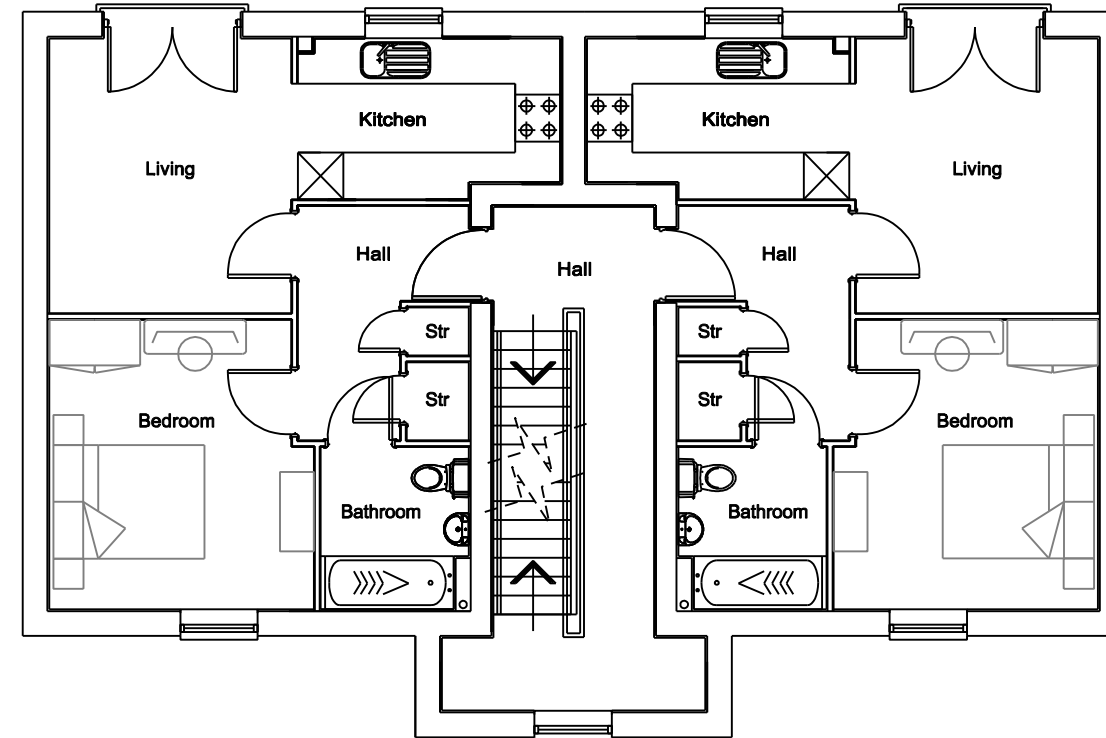 Kitchen
Kitchen
Living
Living
Hall
Hall
Hall
Str
Str
Str
Str
Bedroom
Bedroom
Bathroom
Bathroom